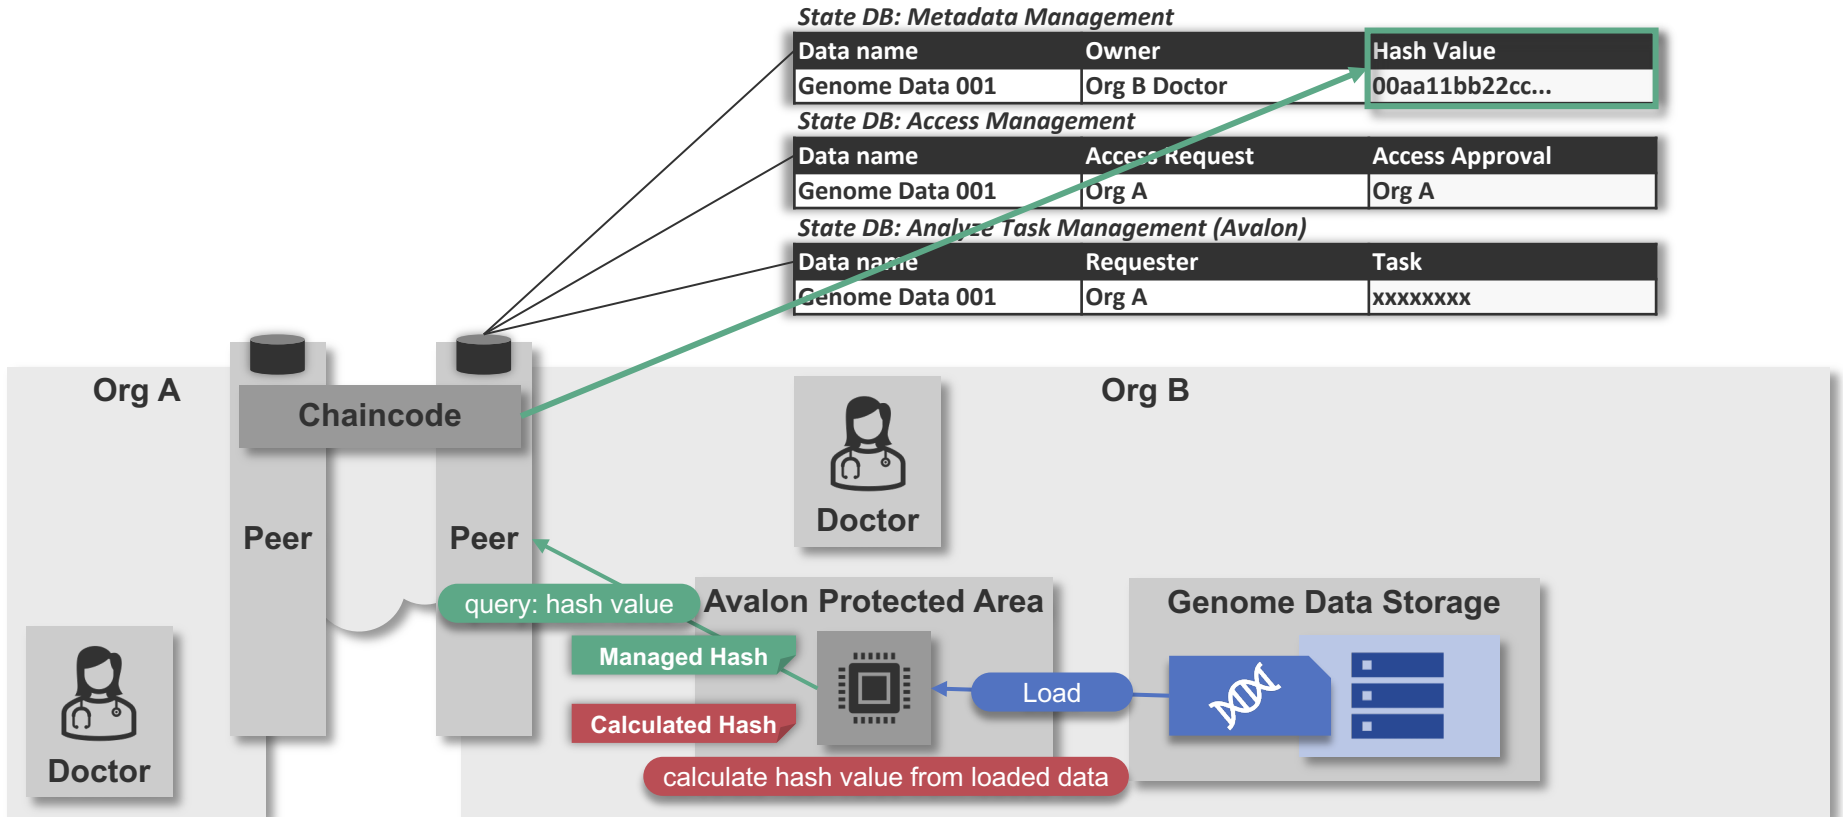 State DB: Metadata Management
Data name Owner Hash Value
Genome Data 001 Org B Doctor 00aa11bb22cc...
State DB: Access Management
Data name Access Request Access Approval
Genome Data 001 Org A Org A
State DB: Analyze Task Management (Avalon)
Data name Requester Task
Genome Data 001 Org A xxxxxxxx
Org A
Org B
Chaincode
Peer
Peer
Doctor
query: hash value
Avalon Protected Area
Genome Data Storage
Managed Hash
Load
Calculated Hash
calculate hash value from loaded data
Doctor